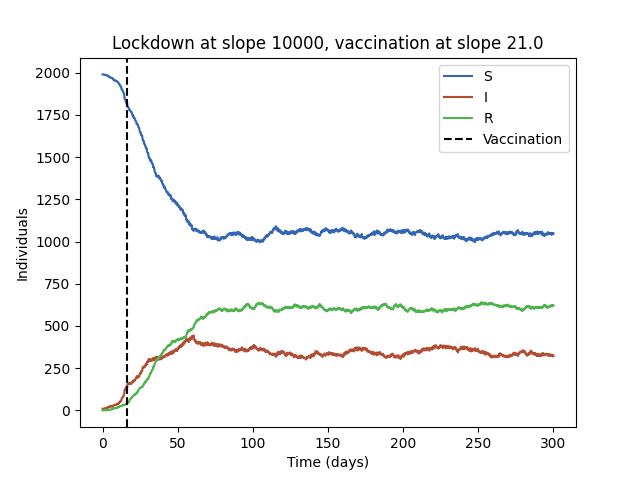 Lockdown at slope 10000, vaccination at slope 21.0
2000
1750
1500
1250
1000
750
500
250
0
Individuals
S
I
R
Vaccination
0 50 100 150 200 250 300
Time (days)